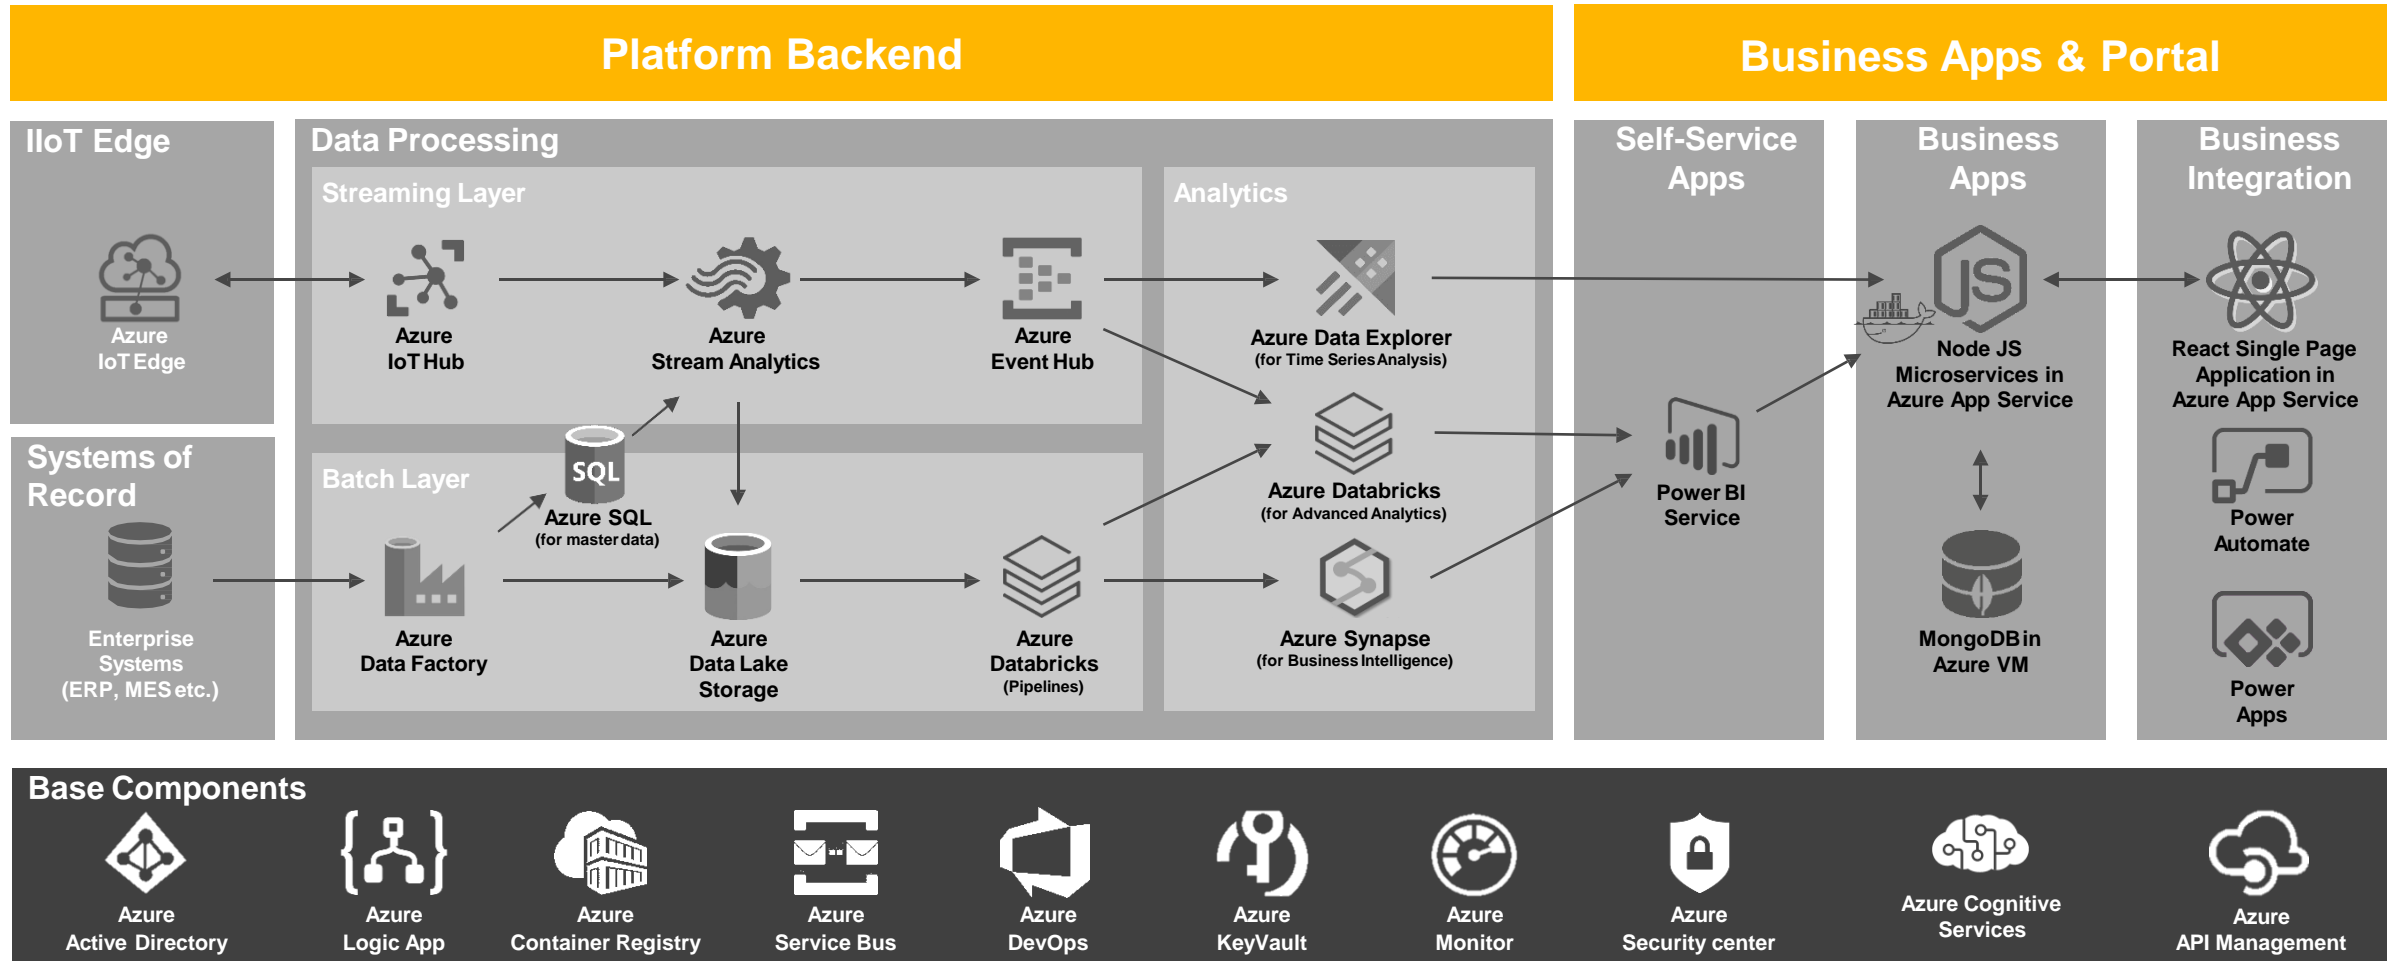 Platform Backend
Business Apps & Portal
IIoT Edge
Azure
IoT Edge
Systems of
Record
Enterprise
Systems
(ERP, MES etc.)
Data Processing
Streaming Layer
Azure
IoT Hub
Azure
Stream Analytics
Azure
Event Hub
Batch Layer
SQL
Azure SQL
(for master data)
Azure
Data Factory
Azure
Data Lake
Storage
Azure
Databricks
(Pipelines)
Analytics
Azure Data Explorer
(for Time Series Analysis)
Azure Databricks
(for Advanced Analytics)
Azure Synapse
(for Business Intelligence)
Self-Service
Apps
Power BI
Service
Business
Apps
JS
Node JS
Microservices in
Azure App Service
MongoDB in
Azure VM
Business
Integration
React Single Page
Application in
Azure App Service
Power
Automate
Power
Apps
Base Components
Azure
Active Directory
Azure
Logic App
Azure
Container Registry
Azure
Service Bus
Azure
DevOps
Azure
KeyVault
Azure
Monitor
Azure
Security center
Azure Cognitive
Services
Azure
API Management